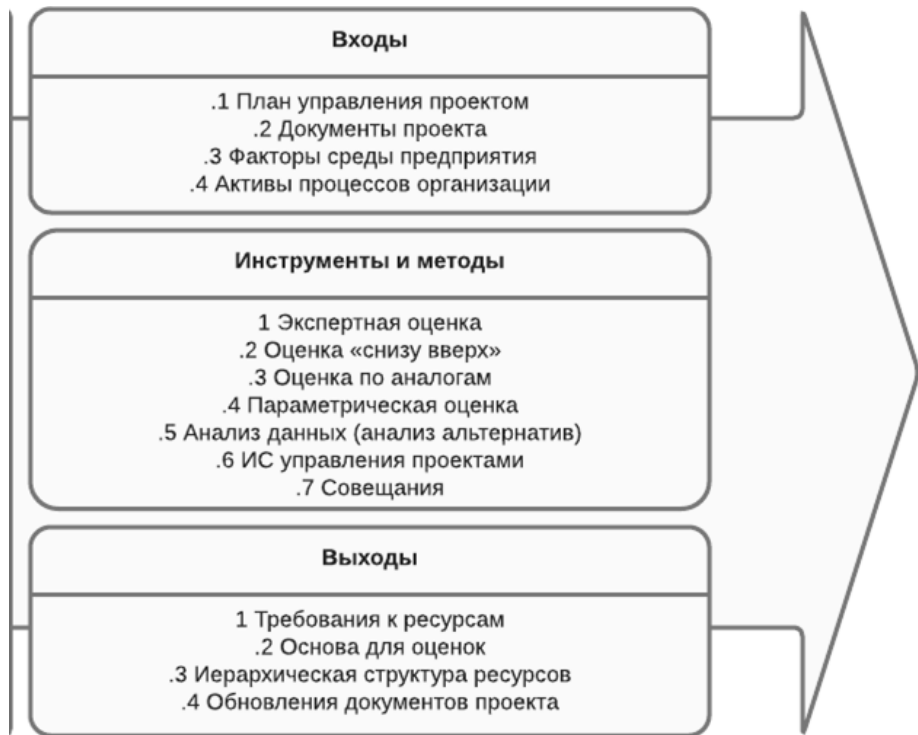 Входы
.1 План управления проектом
.2 Документы проекта
.3 Факторы среды предприятия
.4 Активы процессов организации
Инструменты и методы
1 Экспертная оценка
.2 Оценка «снизу вверх»
.3 Оценка по аналогам
.4 Параметрическая оценка
.5 Анализ данных (анализ альтернатив)
.6 ИС управления проектами
.7 Совещания
Выходы
1 Требования к ресурсам
.2 Основа для оценок
.3 Иерархическая структура ресурсов
.4 Обновления документов проекта